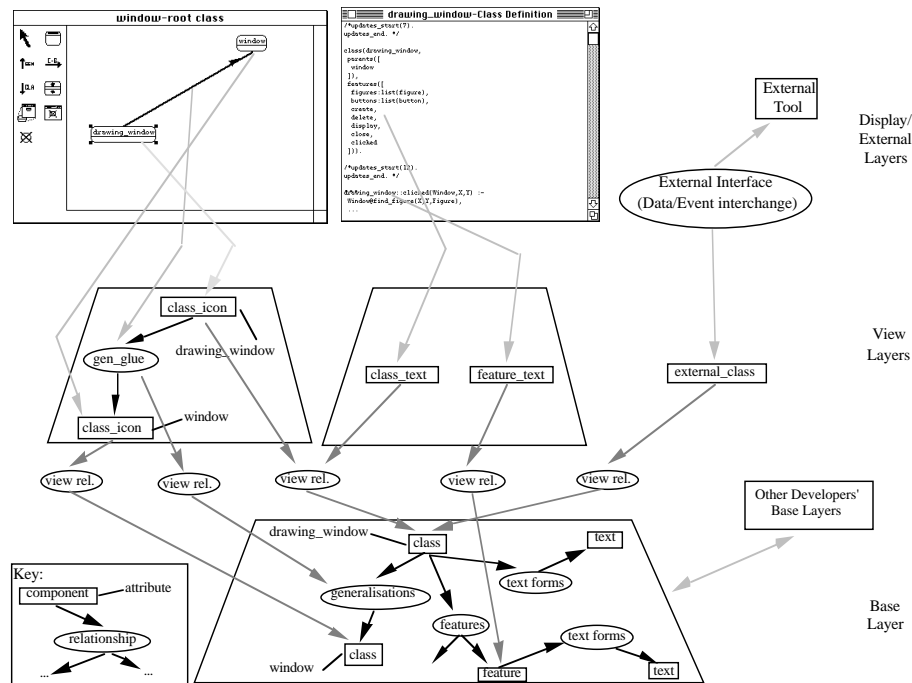 window-root class
window
drawing_window
drawing_window-Class Definition
/*updates_start(7).
updates_end. */
class(drawing_window,
parents([
window
]),
features([
figures:list(figure),
buttons:list(button),
create,
delete,
display,
close,
clicked
])).
/*updates_start(12).
updates_end. */
Window@find_figure(X,Y,Figure),
...
External
Tool
Display/
External
Layers
External Interface
(Data/Event interchange)
class_icon
drawing_window
gen_glue
class_icon
window
class_text
feature_text
external_class
View
Layers
view rel.
view rel.
view rel.
view rel.
view rel.
Other Developers'
Base Layers
drawing_window
class
text
text forms
generalisations
features
text forms
class
window
feature
text
Base
Layer
Key:
component
attribute
relationship
...
...